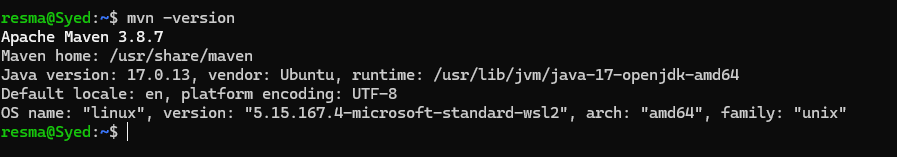 resma@Syed:~$ mvn -version
Apache Maven 3.8.7
Maven home: /usr/share/maven
Java version: 17.0.13, vendor: Ubuntu, runtime: /usr/lib/jvm/java-17-openjdk-amd64
Default locale: en, platform encoding: UTF-8
OS name: "linux", version: "5.15.167.4-microsoft-standard-wsl2", arch: "amd64", family: "unix"
resma@Syed:~$